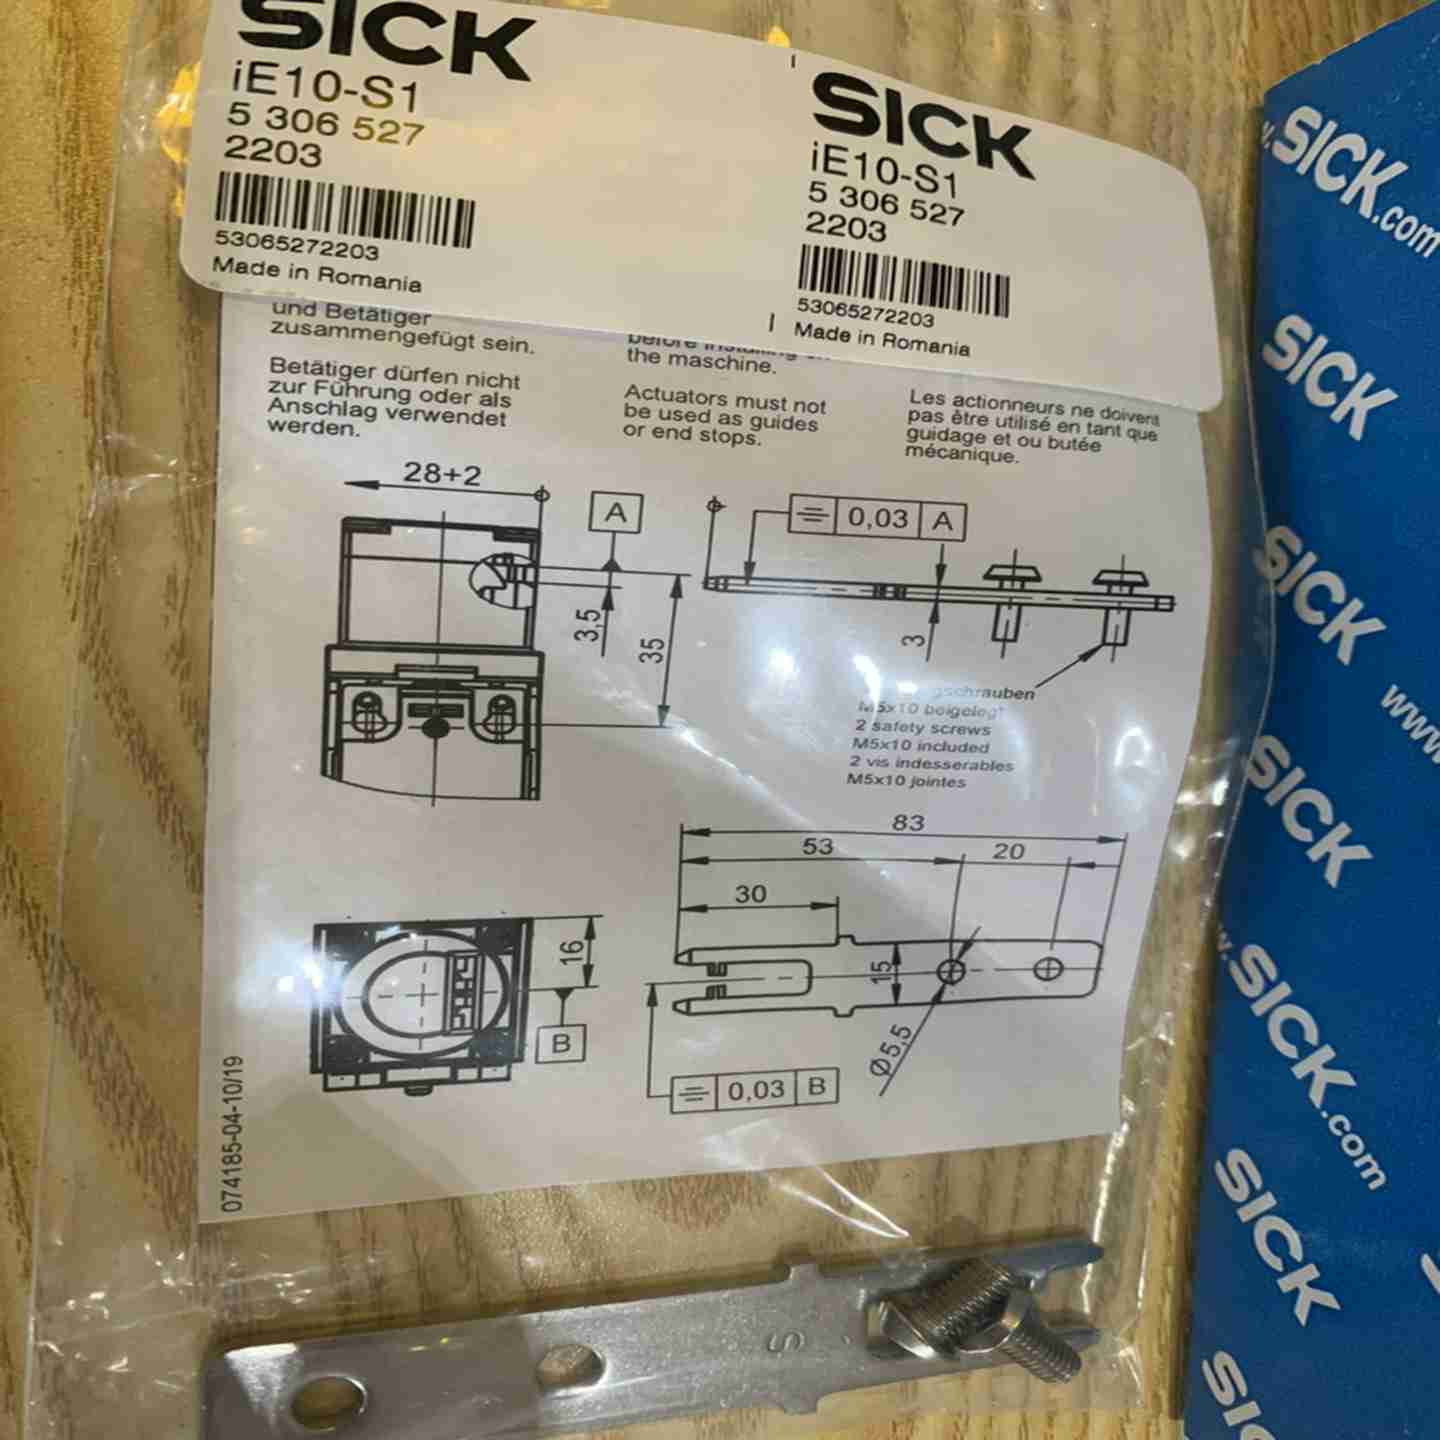 SICK
iE10-S1
5 306 527
2203
53065272203
Made in Romania
SICK
iE10-S1
5 306 527
2203
53065272203
Made in Romania
und Betätiger
zusammengefügt sein.
Betätiger dürfen nicht
zur Führung oder als
Anschlag verwendet
werden.
before installing
the maschine.
Actuators must not
be used as guides
or end stops.
Les actionneurs ne doivent
pas être utilisé en tant que
guidage et ou butée
mécanique.
28+2
A
3,5
35
0,03 A
3
M5x10 beigelegt
2 safety screws
M5x10 included
2 vis indesserables
M5x10 jointes
83
53
20
30
15
Ø5,5
0,03 B
16
B
074185-04-10/19
S
SICK.com
SICK
SICK
www
SICK
SICK.com
SICK
SICK